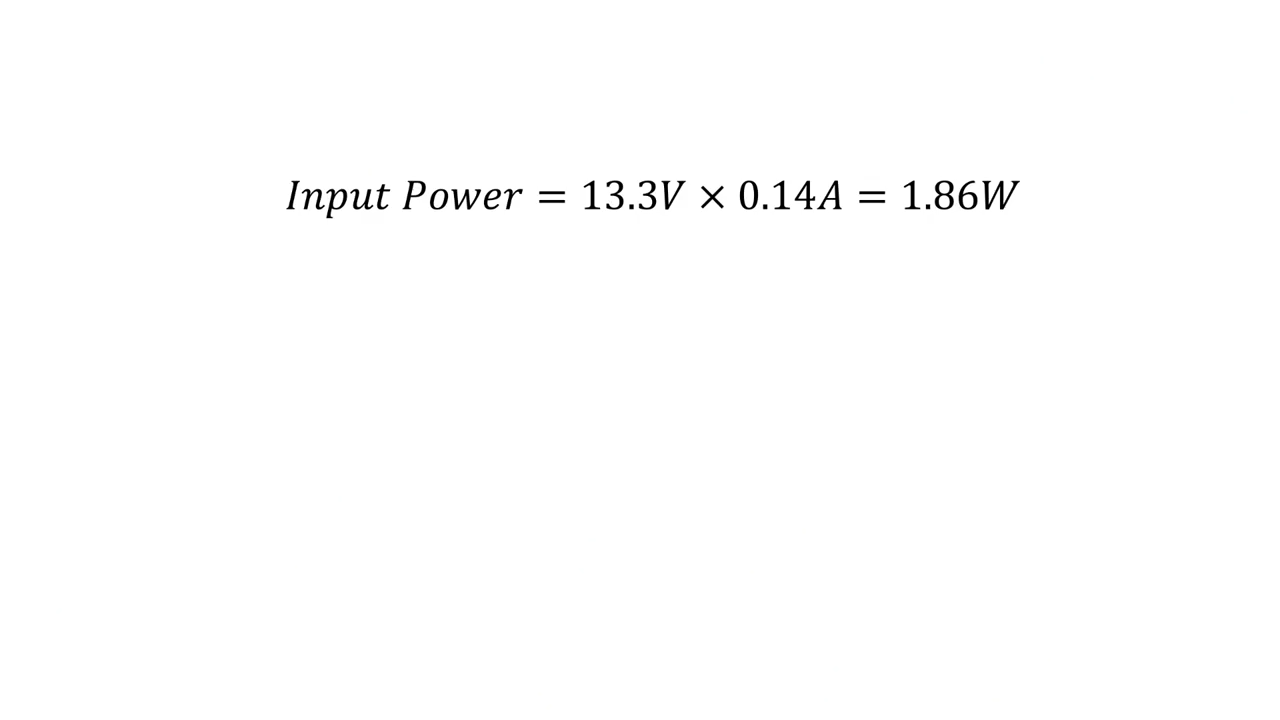 Input Power = 13.3V × 0.14A = 1.86W